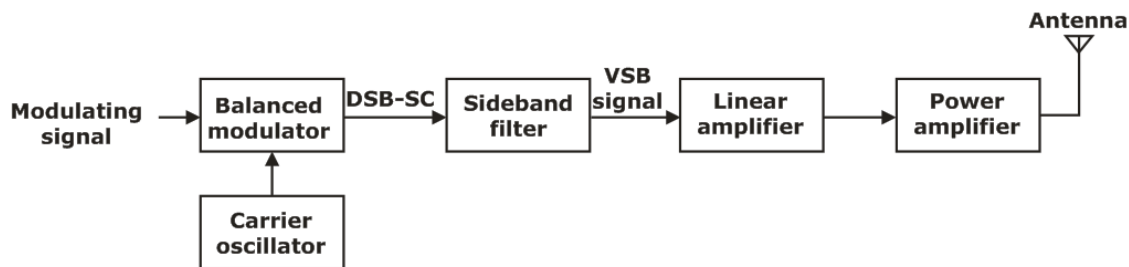 Antenna
Modulating
signal
Balanced
modulator
DSB-SC
Sideband
filter
VSB
signal
Linear
amplifier
Power
amplifier
Carrier
oscillator